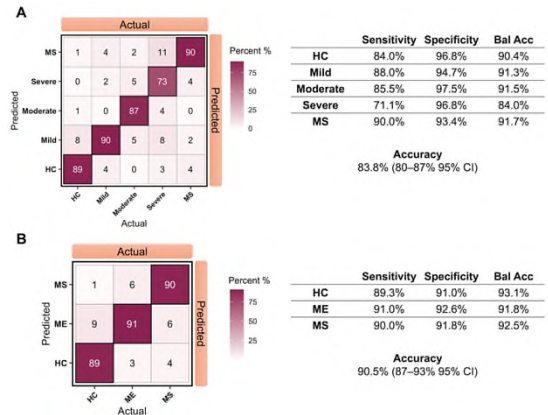 A
Actual
MS 1 4 2 11 90
Severe 0 2 5 73 4
Moderate 1 0 87 4 0
Mild 8 90 5 8 2
HC 89 4 0 3 4
Predicted
Predicted
HC Mild Moderate Severe MS
Actual
Percent %
75
50
25
0
Sensitivity Specificity Bal Acc
HC 84.0% 96.8% 90.4%
Mild 88.0% 94.7% 91.3%
Moderate 85.5% 97.5% 91.5%
Severe 71.1% 96.8% 84.0%
MS 90.0% 93.4% 91.7%
Accuracy
83.8% (80–87% 95% CI)
B
Actual
MS 1 6 90
ME 9 91 6
HC 89 3 4
Predicted
Predicted
HC ME MS
Actual
Percent %
75
50
25
0
Sensitivity Specificity Bal Acc
HC 89.3% 91.0% 93.1%
ME 91.0% 92.6% 91.8%
MS 90.0% 91.8% 92.5%
Accuracy
90.5% (87–93% 95% CI)